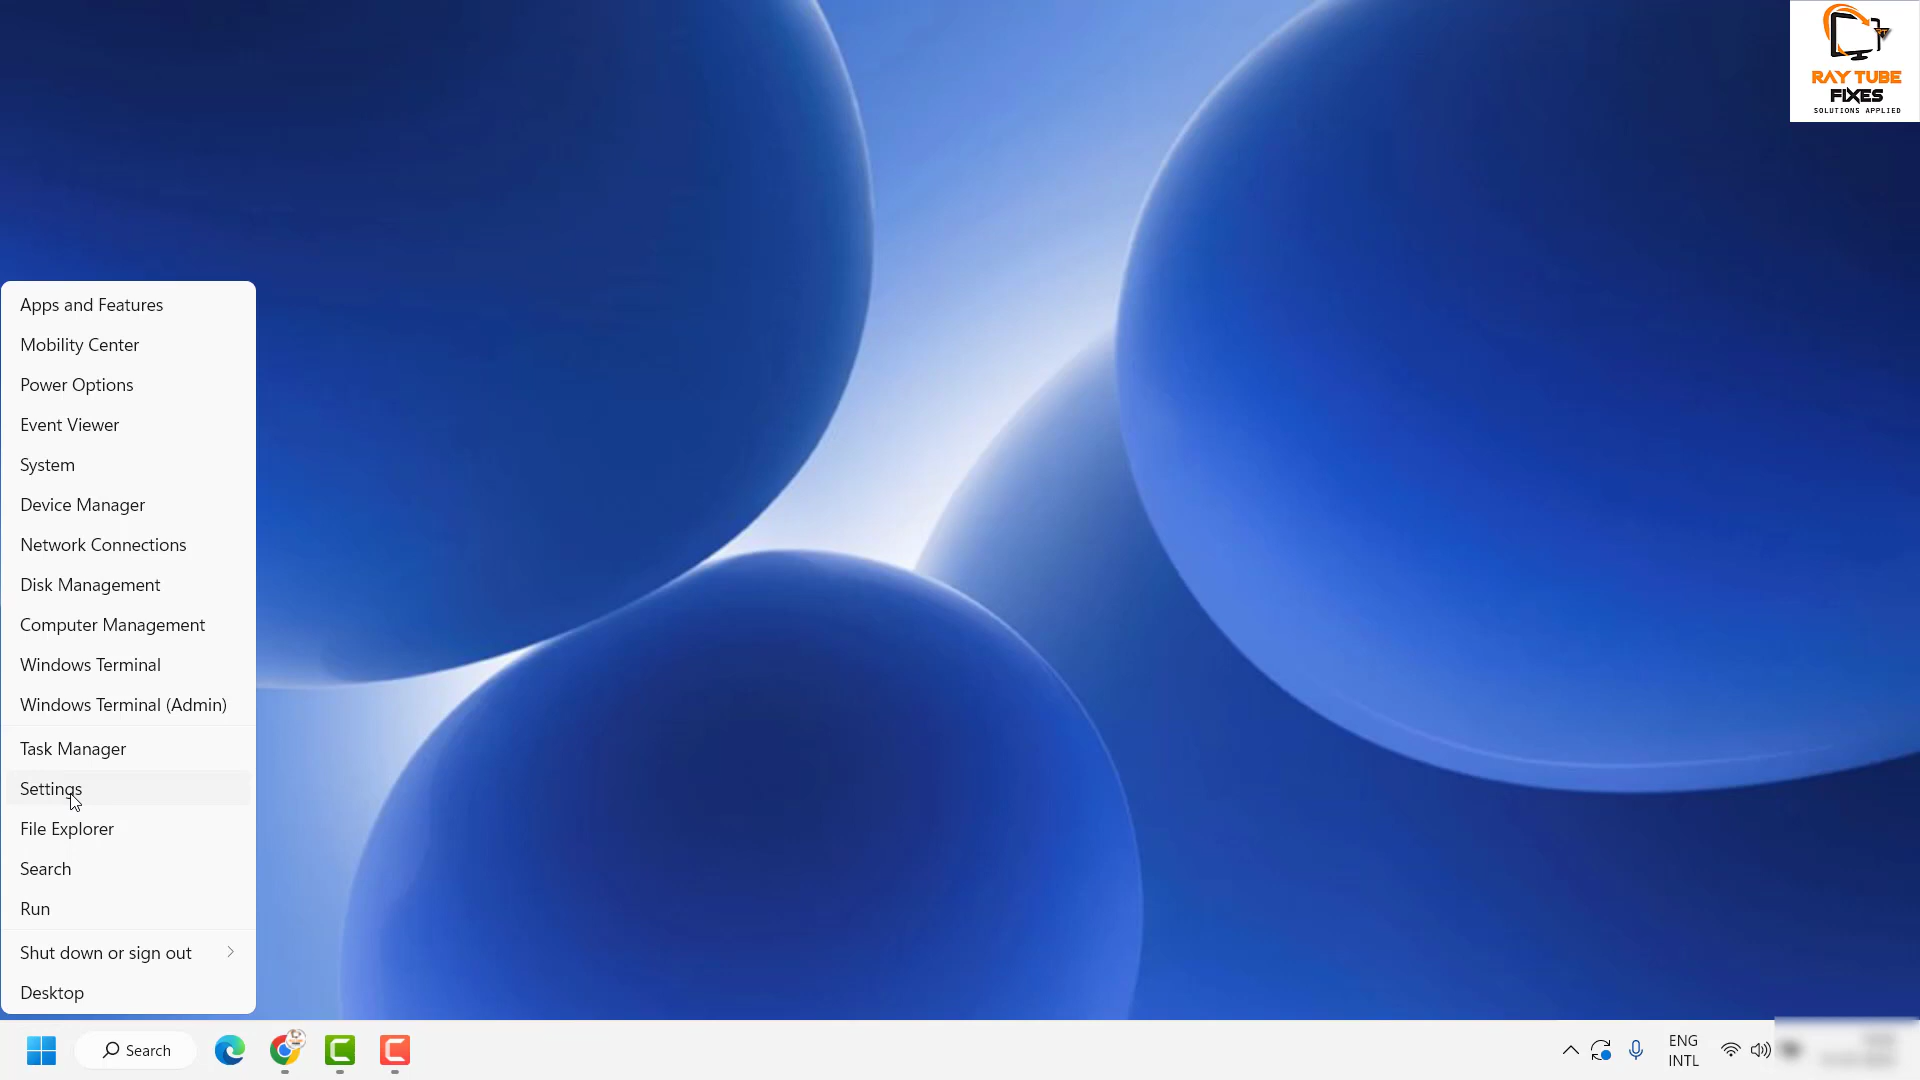 RAY TUBE
FIXES
SOLUTIONS APPLIED
Apps and Features
Mobility Center
Power Options
Event Viewer
System
Device Manager
Network Connections
Disk Management
Computer Management
Windows Terminal
Windows Terminal (Admin)
Task Manager
Settings
File Explorer
Search
Run
Shut down or sign out
Desktop
Search
ENG
INTL